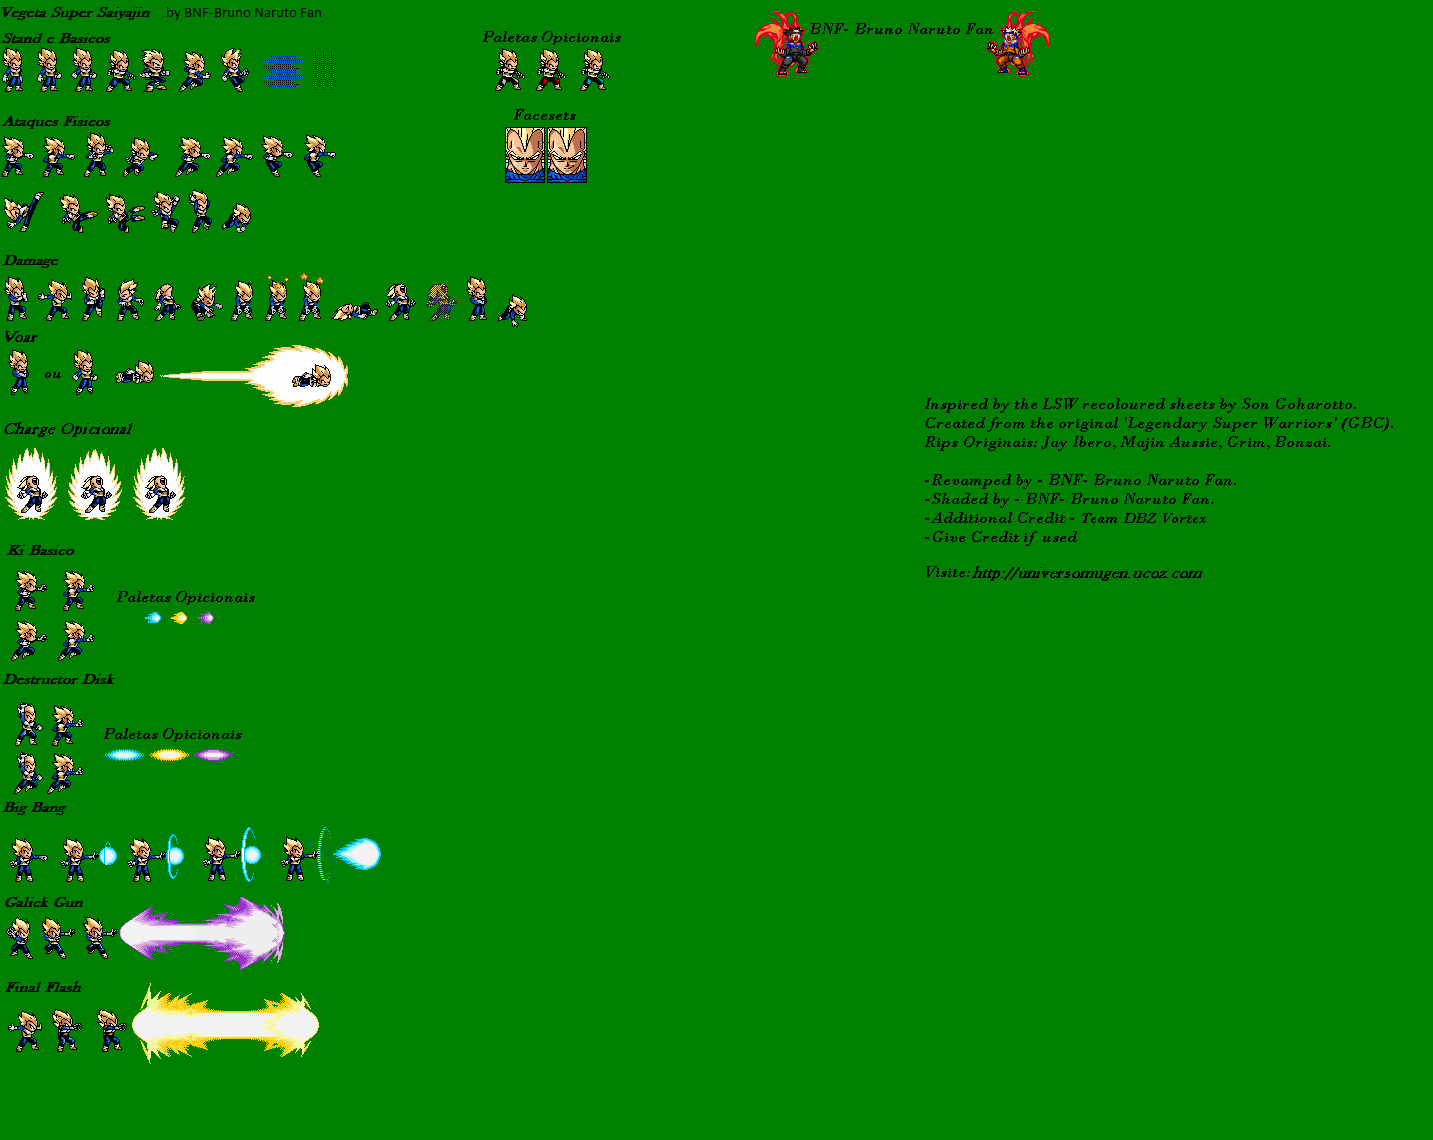 Vegeta Super Saiyajin by BNF-Bruno Naruto Fan
Stand e Basicos
Paletas Opicionais
BNF- Bruno Naruto Fan
Facesets
Ataques Fisicos
Damage
Voar
ou
Charge Opicional
Inspired by the LSW recoloured sheets by Son Goharotto.
Created from the original 'Legendary Super Warriors' (GBC).
Rips Originais: Jay Ibero, Majin Aussie, Grim, Bonzai.
-Revamped by - BNF- Bruno Naruto Fan.
-Shaded by - BNF- Bruno Naruto Fan.
-Additional Credit - Team DBZ Vortex
-Give Credit if used
Visite: http://universomugen.ucoz.com
Ki Basico
Paletas Opicionais
Destructor Disk
Paletas Opicionais
Big Bang
Galick Gun
Final Flash